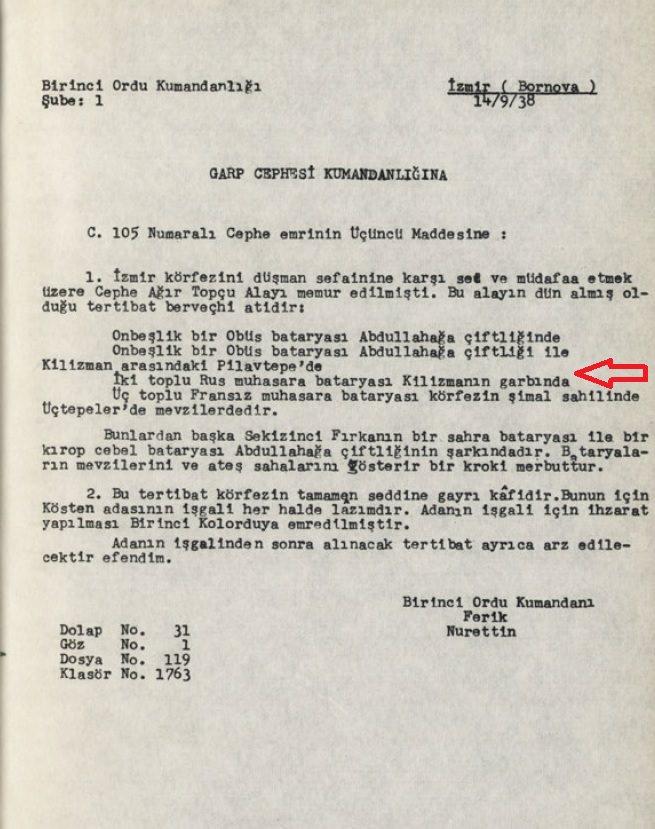 Birinci Ordu Kumandanlığı
Şube: 1
İzmir ( Bornova )
14/9/38
GARP CEPHESİ KUMANDANLIĞINA
C. 105 Numaralı Cephe emrinin Üçüncü Maddesine :
1. İzmir körfezini düşman sefainine karşı set ve müdafaa etmek
üzere Cephe Ağır Topçu Alayı memur edilmişti. Bu alayın dün almış ol-
duğu tertibat berveçhi atidir:
Onbeşlik bir Obüs bataryası Abdullahağa çiftliğinde
Onbeşlik bir Obüs bataryası Abdullahağa çiftliği ile
Kilizman arasındaki Pilavtepe'de
İki toplu Rus muhasara bataryası Kilizmanın garbında
Üç toplu Fransız muhasara bataryası körfezin şimal sahilinde
Üçtepeler'de mevzilerdedir.
Bunlardan başka Sekizinci Fırkanın bir sahra bataryası ile bir
kırop cebel bataryası Abdullahağa çiftliğinin şarkındadır. Bataryala-
rın mevzilerini ve ateş sahalarını gösterir bir kroki merbuttur.
2. Bu tertibat körfezin tamamen seddine gayrı kâfidir.Bunun için
Kösten adasının işgali her halde lazımdır. Adanın işgali için ihzarat
yapılması Birinci Kolorduya emredilmiştir.
Adanın işgalinden sonra alınacak tertibat ayrıca arz edile-
cektir efendim.
Birinci Ordu Kumandanı
Ferik
Nurettin
Dolap No. 31
Göz No. 1
Dosya No. 119
Klasör No. 1763